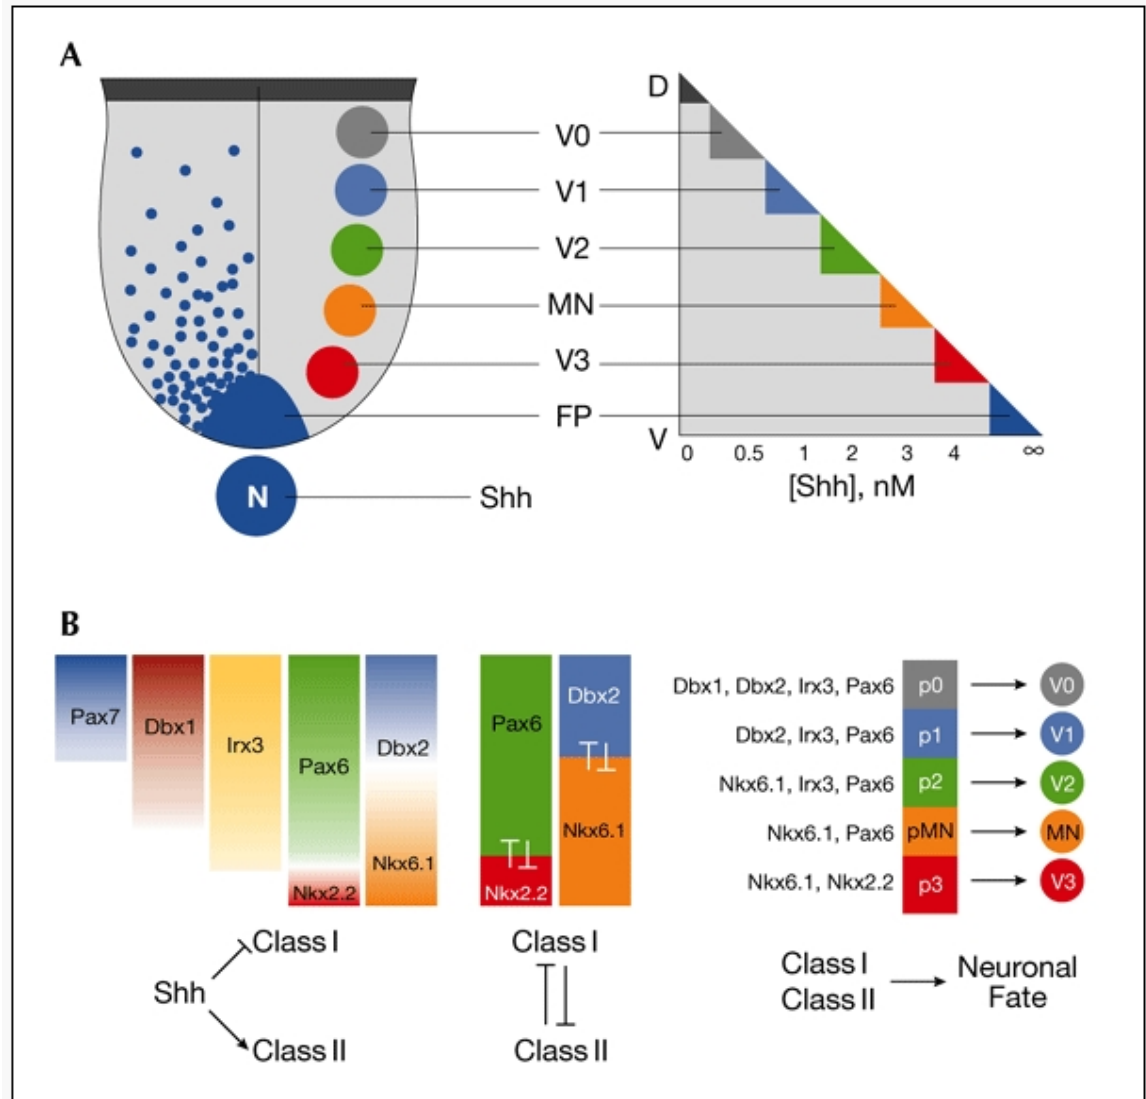 A
D
V0
V1
V2
MN
V3
FP
V
0 0.5 1 2 3 4 ∞
[Shh], nM
N
Shh
B
Pax7
Dbx1
Irx3
Pax6
Dbx2
Nkx2.2
Nkx6.1
Pax6
Dbx2
Nkx6.1
Nkx2.2
Dbx1, Dbx2, Irx3, Pax6 p0 V0
Dbx2, Irx3, Pax6 p1 V1
Nkx6.1, Irx3, Pax6 p2 V2
Nkx6.1, Pax6 pMN MN
Nkx6.1, Nkx2.2 p3 V3
Class I
Shh
Class II
Class I
Class II
Class I
Class II
Neuronal
Fate